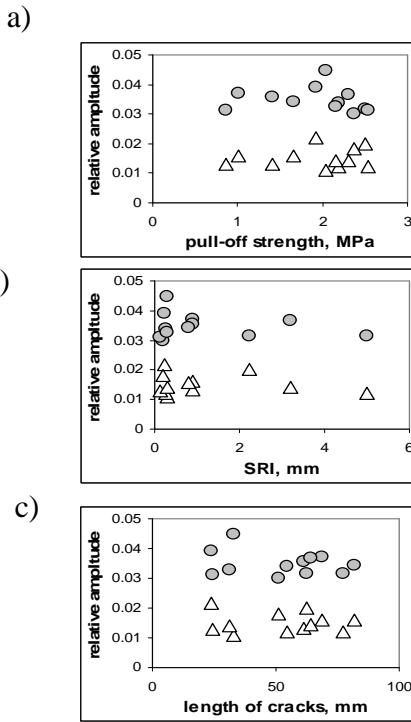 a)
0.05
0.04
0.03
0.02
0.01
0
relative ampltude
0 1 2 3
pull-off strength, MPa
)
0.05
0.04
0.03
0.02
0.01
0
relative amplitude
0 2 4 6
SRI, mm
c)
0.05
0.04
0.03
0.02
0.01
0
relative amplitude
0 50 100
length of cracks, mm